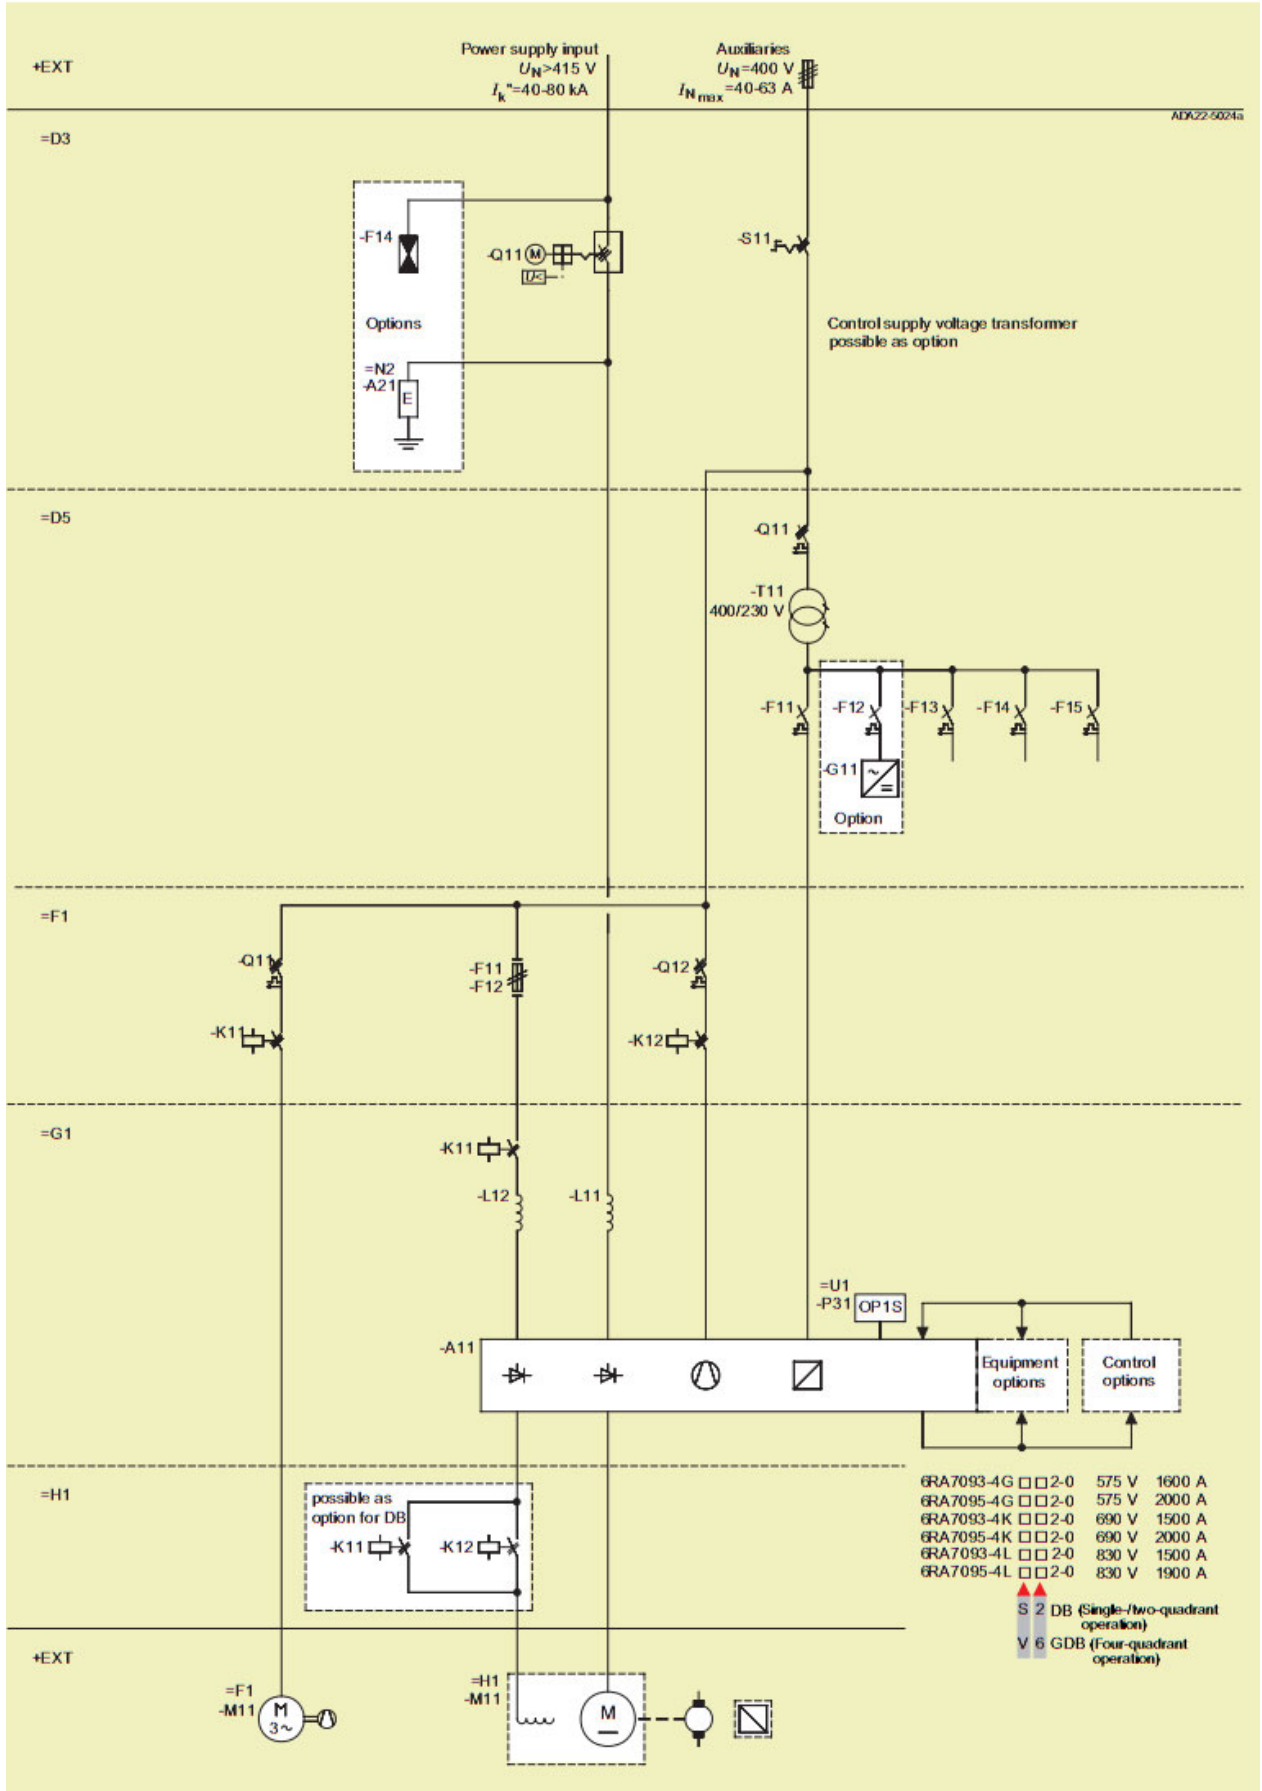 +EXT
Power supply input
UN>415 V
Ik"=40-80 kA
Auxiliaries
UN=400 V
IN max=40-63 A
ADA22-5024a
=D3
-F14
-Q11
M
U<
-S11
Options
Control supply voltage transformer
possible as option
=N2
-A21
E
=D5
-Q11
-T11
400/230 V
-F11
-F12
-F13
-F14
-F15
-G11
Option
=F1
-Q11
-F11
-F12
-Q12
-K11
-K12
=G1
-K11
-L12
-L11
=U1
-P31
OP1S
-A11
Equipment
options
Control
options
=H1
possible as
option for DB
-K11
-K12
6RA7093-4G □□2-0 575 V 1600 A
6RA7095-4G □□2-0 575 V 2000 A
6RA7093-4K □□2-0 690 V 1500 A
6RA7095-4K □□2-0 690 V 2000 A
6RA7093-4L □□2-0 830 V 1500 A
6RA7095-4L □□2-0 830 V 1900 A
S 2 DB (Single-/two-quadrant
operation)
V 6 GDB (Four-quadrant
operation)
+EXT
=F1
-M11
M
3~
=H1
-M11
M